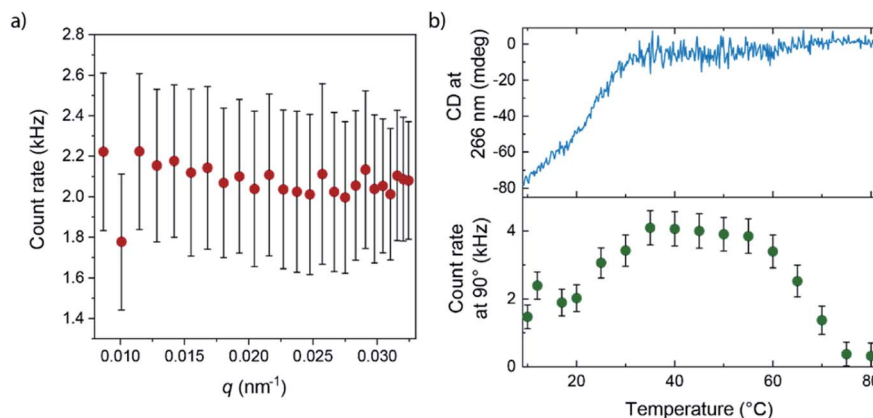 a)
2.8
2.6
2.4
2.2
2.0
1.8
1.6
1.4
Count rate (kHz)
0.010 0.015 0.020 0.025 0.030
q (nm⁻¹)
b)
0
-20
-40
-60
-80
CD at
266 nm (mdeg)
4
2
0
Count rate
at 90° (kHz)
20 40 60 80
Temperature (°C)